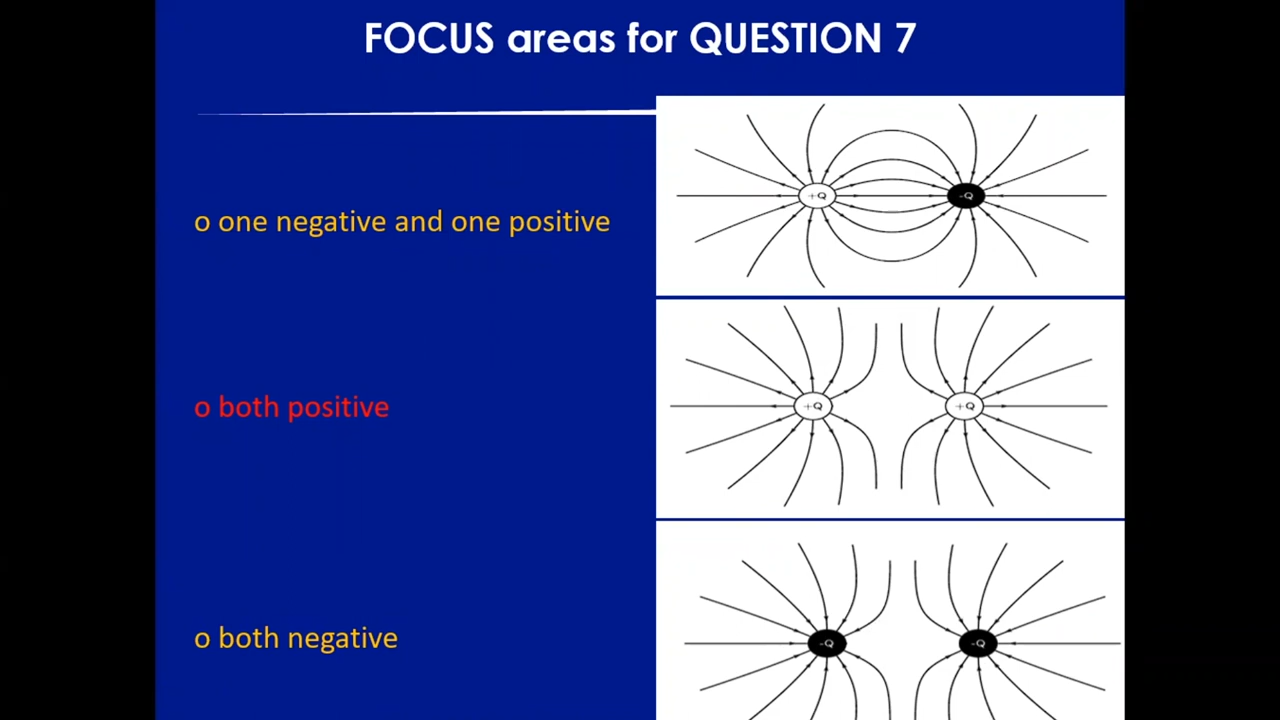 FOCUS areas for QUESTION 7
o one negative and one positive
+Q
-Q
o both positive
+Q
+Q
o both negative
-Q
-Q